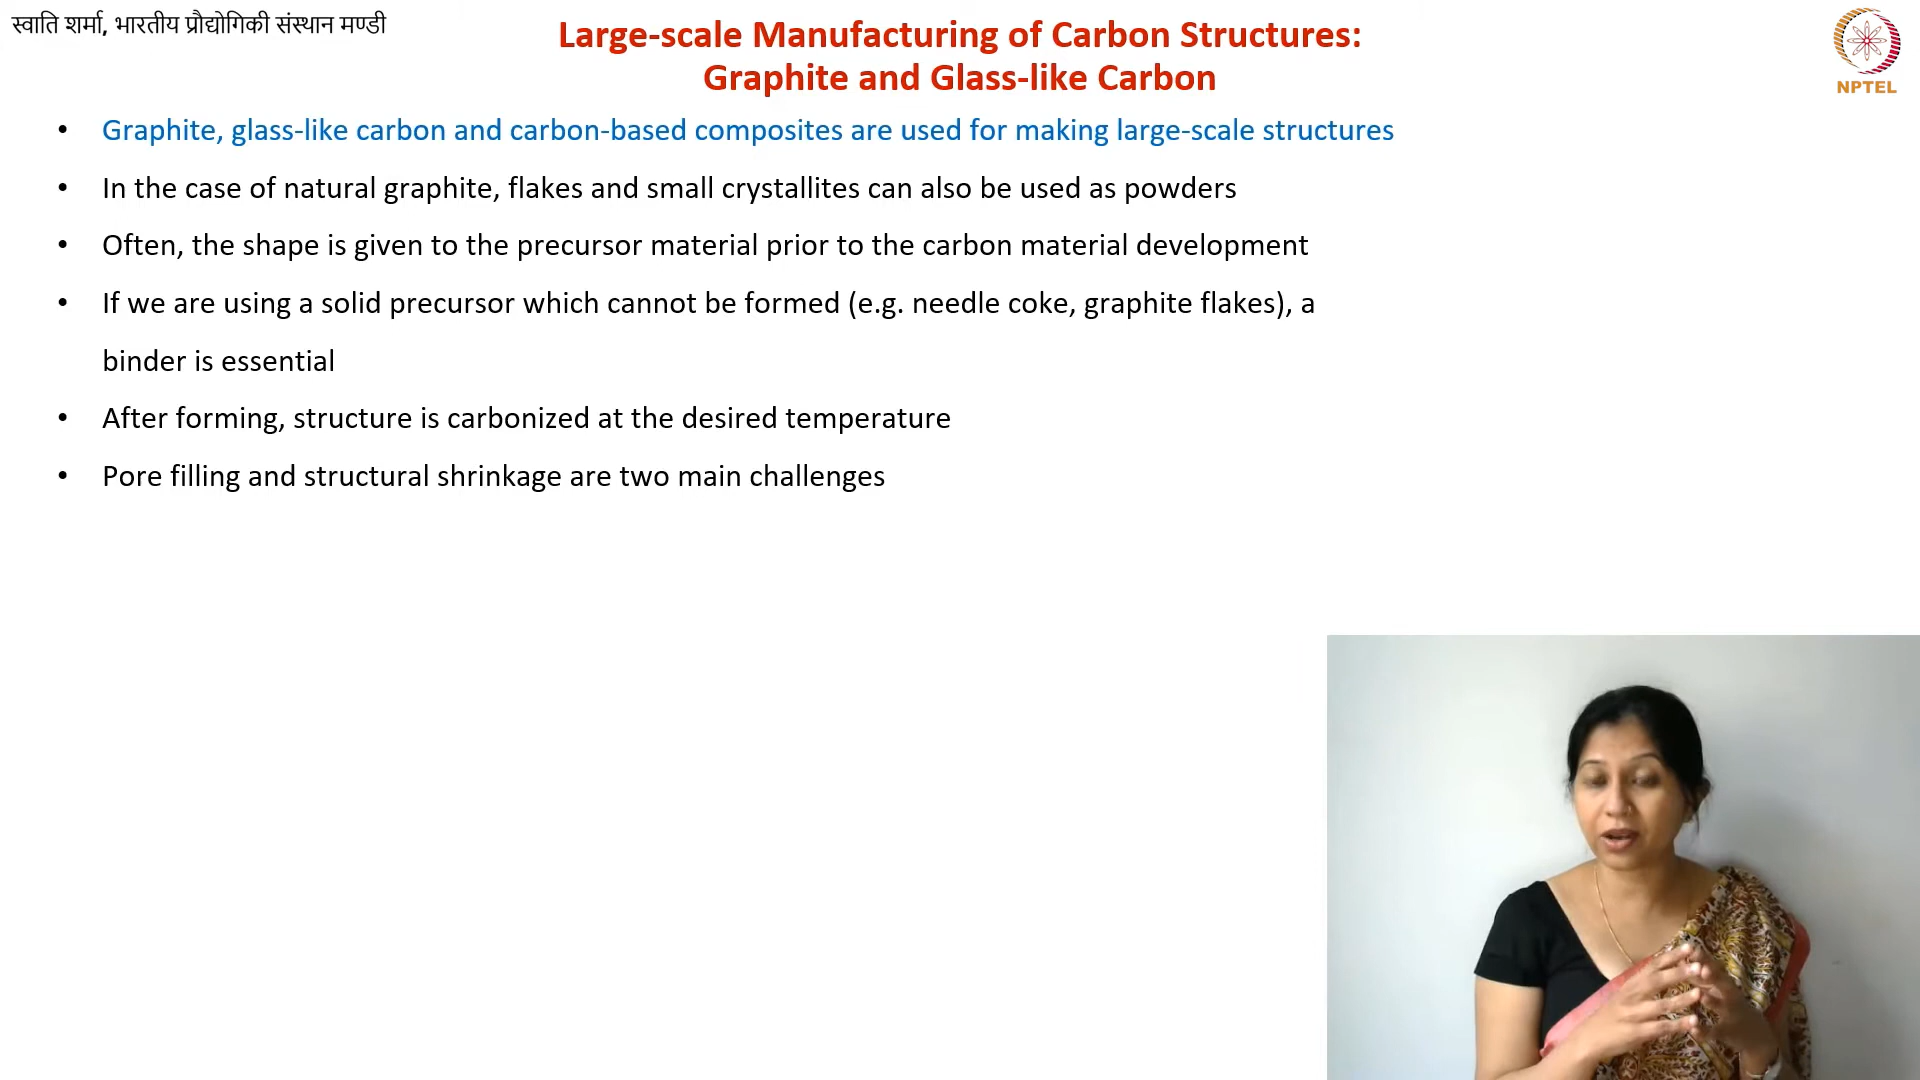 स्वाति शर्मा, भारतीय प्रौद्योगिकी संस्थान मण्डी
Large-scale Manufacturing of Carbon Structures:
Graphite and Glass-like Carbon
NPTEL
• Graphite, glass-like carbon and carbon-based composites are used for making large-scale structures
• In the case of natural graphite, flakes and small crystallites can also be used as powders
• Often, the shape is given to the precursor material prior to the carbon material development
• If we are using a solid precursor which cannot be formed (e.g. needle coke, graphite flakes), a
binder is essential
• After forming, structure is carbonized at the desired temperature
• Pore filling and structural shrinkage are two main challenges